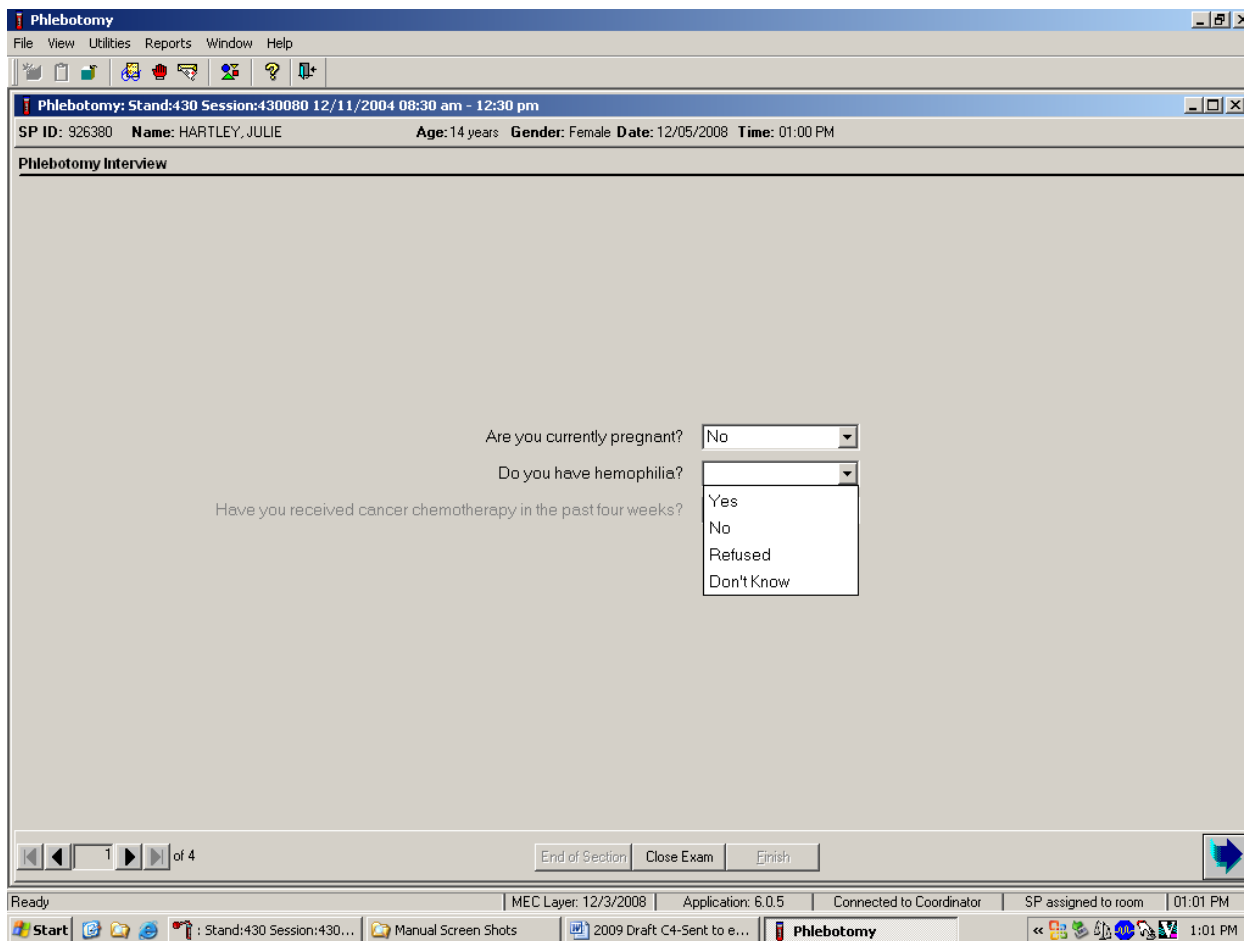 Phlebotomy
File View Utilities Reports Window Help
Phlebotomy: Stand:430 Session:430080 12/11/2004 08:30 am - 12:30 pm
SP ID: 926380 Name: HARTLEY, JULIE Age: 14 years Gender: Female Date: 12/05/2008 Time: 01:00 PM
Phlebotomy Interview
Are you currently pregnant? No
Do you have hemophilia?
Yes
Have you received cancer chemotherapy in the past four weeks?
No
Refused
Don't Know
1 of 4 End of Section Close Exam Finish
Ready MEC Layer: 12/3/2008 Application: 6.0.5 Connected to Coordinator SP assigned to room 01:01 PM
Start : Stand:430 Session:430... Manual Screen Shots 2009 Draft C4-Sent to e... Phlebotomy « 1:01 PM